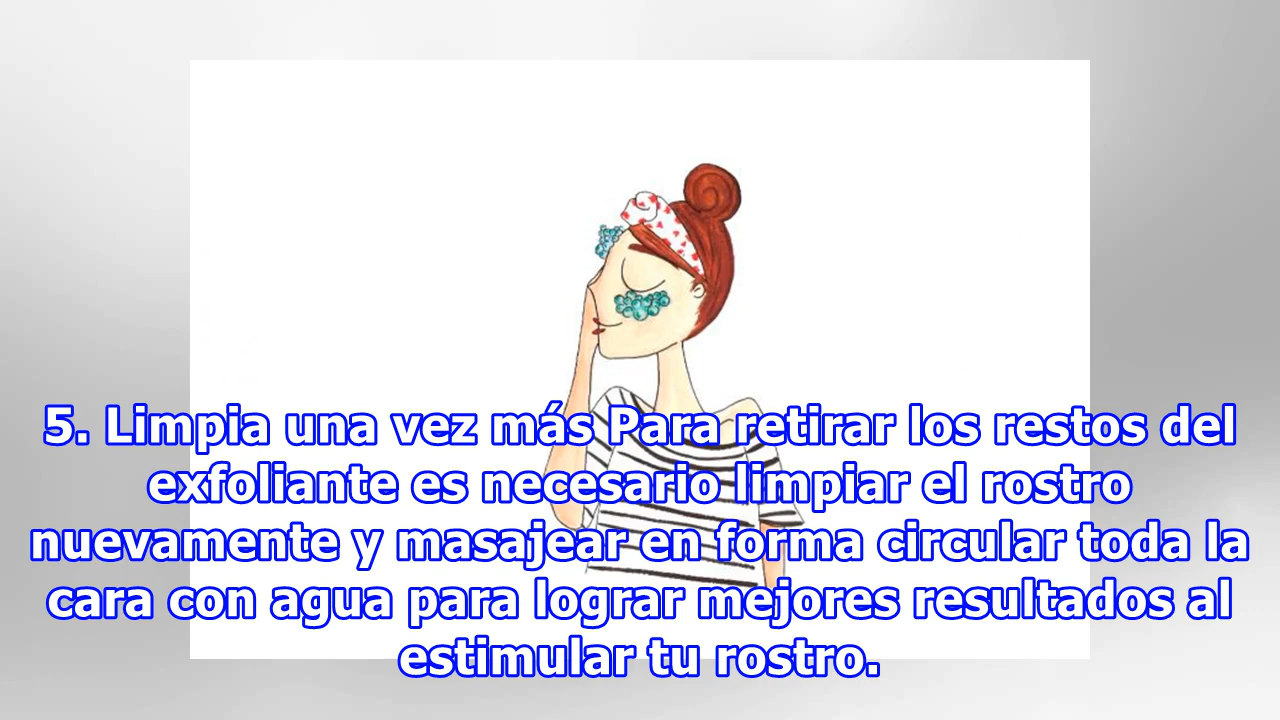 5. Limpia una vez más Para retirar los restos del
exfoliante es necesario limpiar el rostro
nuevamente y masajear en forma circular toda la
cara con agua para lograr mejores resultados al
estimular tu rostro.